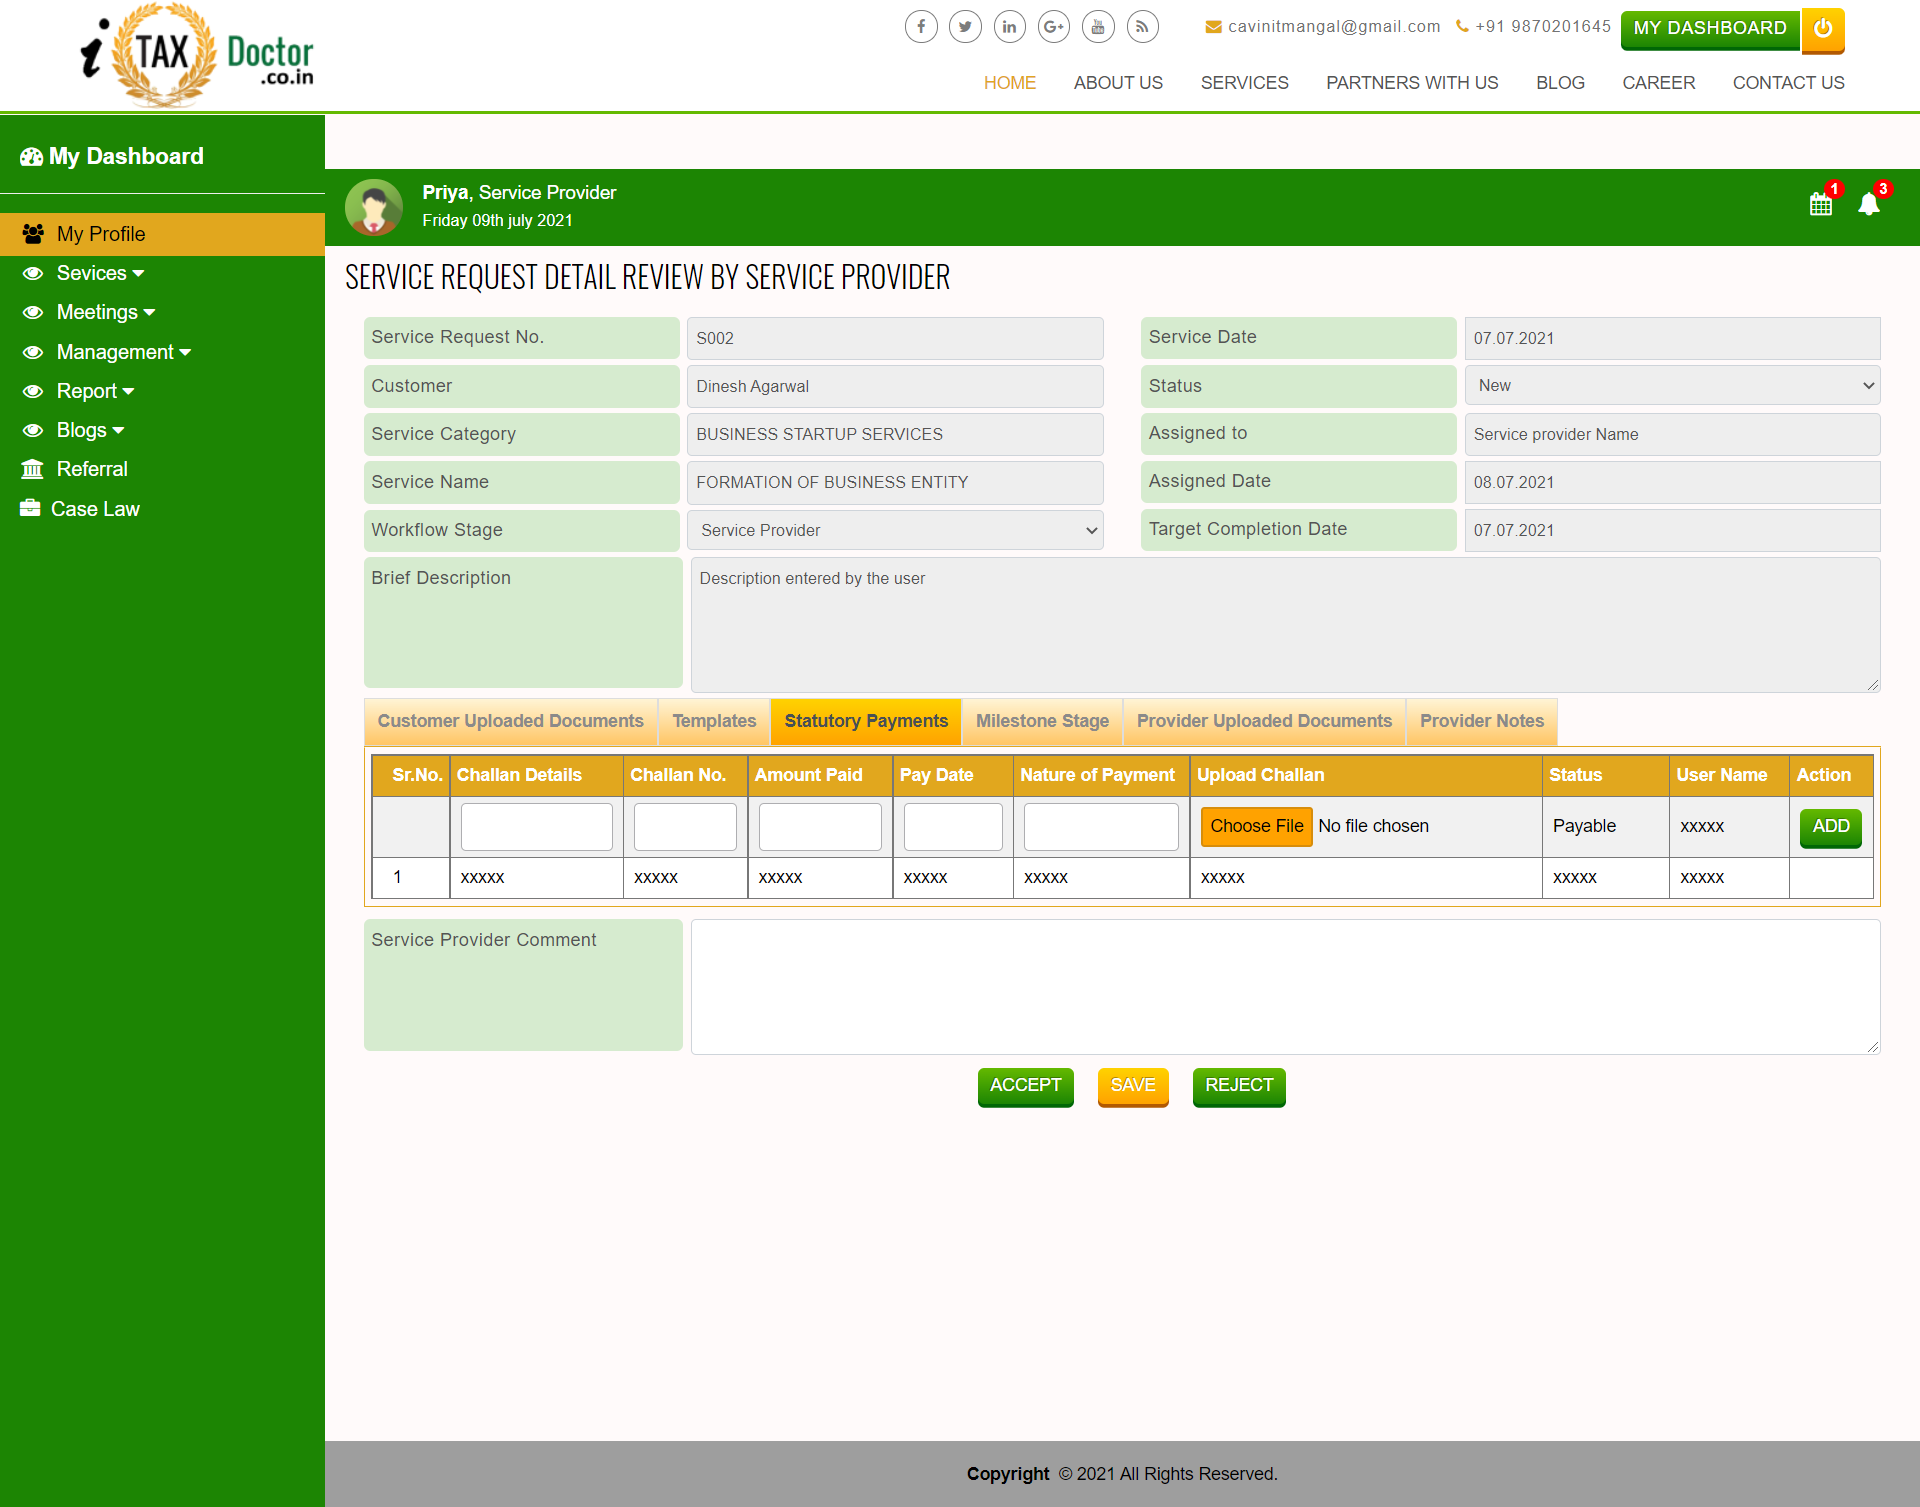 i TAX Doctor
.co.in
cavinitmangal@gmail.com +91 9870201645 MY DASHBOARD
HOME ABOUT US SERVICES PARTNERS WITH US BLOG CAREER CONTACT US
My Dashboard
My Profile
Sevices
Meetings
Management
Report
Blogs
Referral
Case Law
Priya, Service Provider
Friday 09th july 2021
1 3
SERVICE REQUEST DETAIL REVIEW BY SERVICE PROVIDER
Service Request No. S002 Service Date 07.07.2021
Customer Dinesh Agarwal Status New
Service Category BUSINESS STARTUP SERVICES Assigned to Service provider Name
Service Name FORMATION OF BUSINESS ENTITY Assigned Date 08.07.2021
Workflow Stage Service Provider Target Completion Date 07.07.2021
Brief Description Description entered by the user
Customer Uploaded Documents Templates Statutory Payments Milestone Stage Provider Uploaded Documents Provider Notes
Sr.No. Challan Details Challan No. Amount Paid Pay Date Nature of Payment Upload Challan Status User Name Action
Choose File No file chosen Payable xxxxx ADD
1 xxxxx xxxxx xxxxx xxxxx xxxxx xxxxx xxxxx xxxxx
Service Provider Comment
ACCEPT SAVE REJECT
Copyright © 2021 All Rights Reserved.